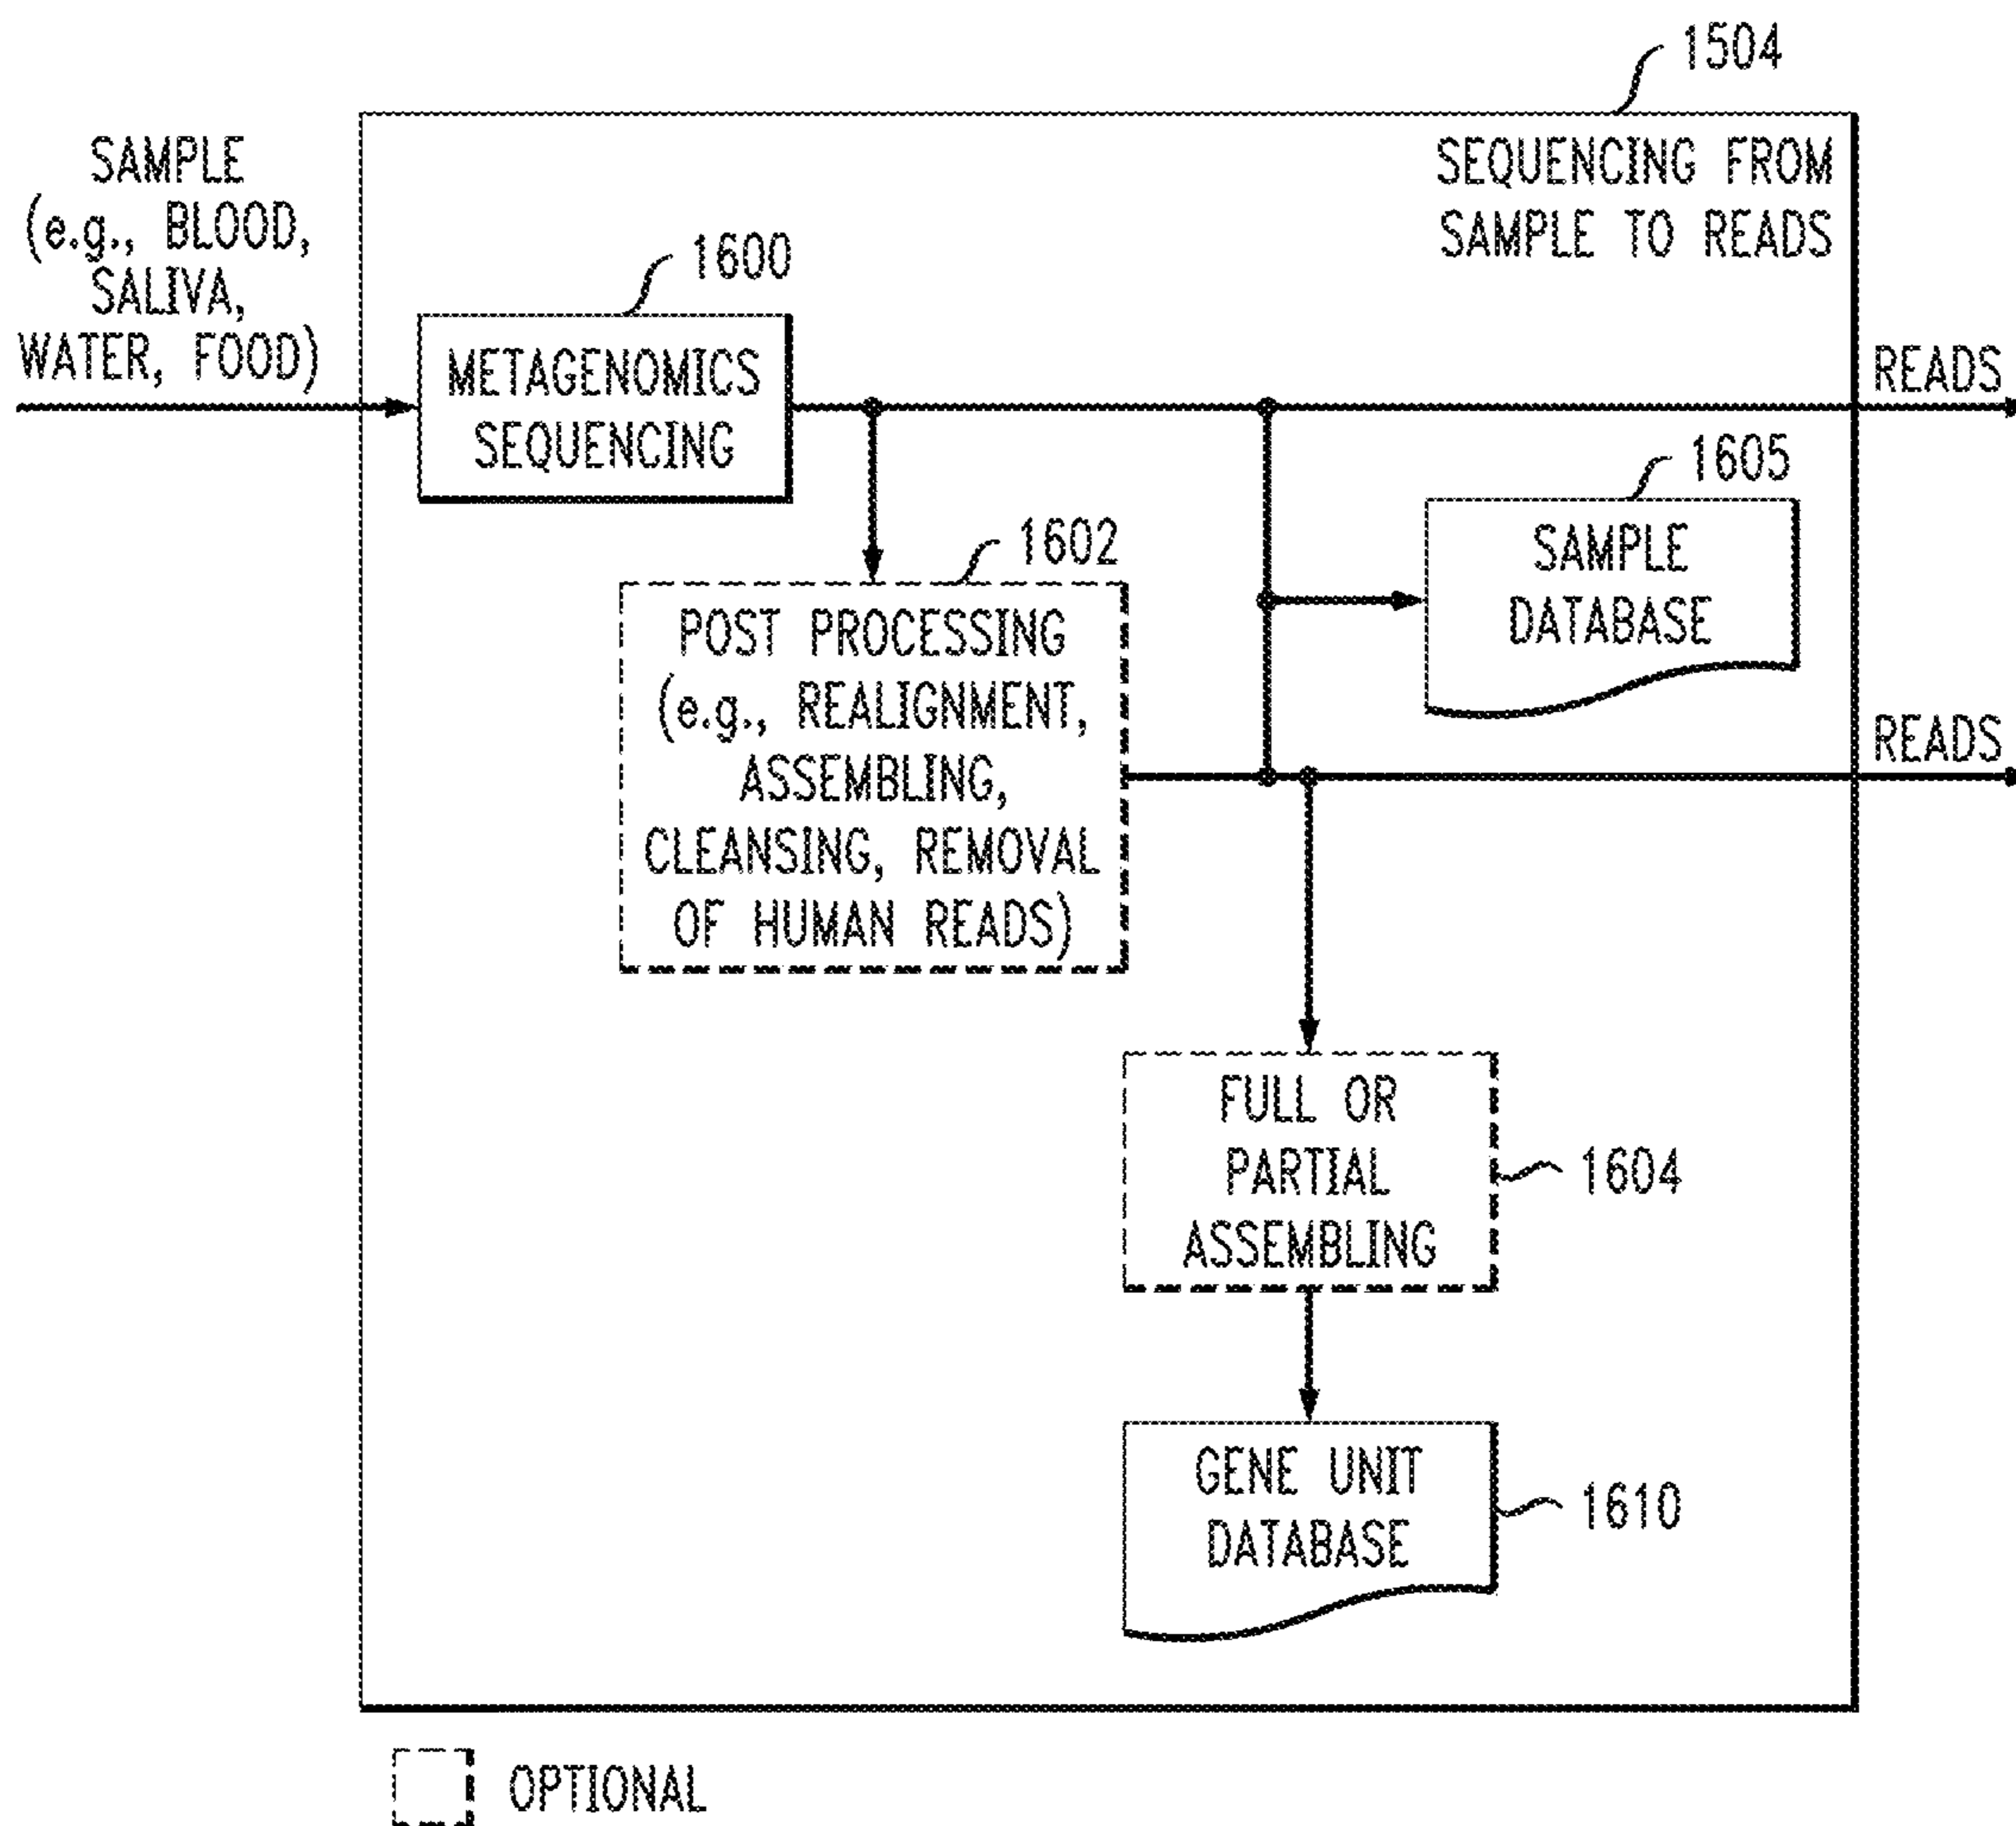 1504
SAMPLE
(e.g., BLOOD,
SALIVA,
WATER, FOOD)
SEQUENCING FROM
SAMPLE TO READS
1600
METAGENOMICS
SEQUENCING
READS
1605
SAMPLE
DATABASE
1602
POST PROCESSING
(e.g., REALIGNMENT,
ASSEMBLING,
CLEANSING, REMOVAL
OF HUMAN READS)
READS
FULL OR
PARTIAL
ASSEMBLING
1604
GENE UNIT
DATABASE
1610
OPTIONAL